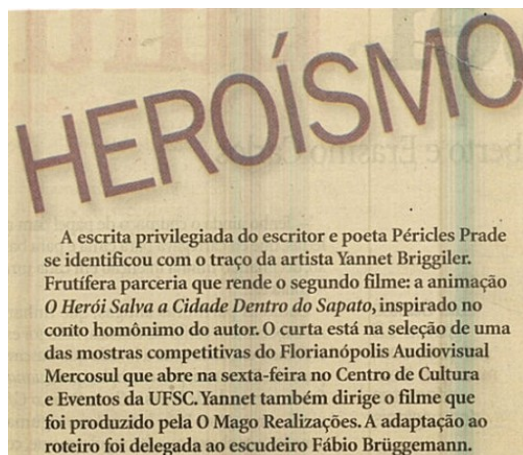 HEROÍSMO
A escrita privilegiada do escritor e poeta Péricles Prade
se identificou com o traço da artista Yannet Briggiler.
Frutífera parceria que rende o segundo filme: a animação
O Herói Salva a Cidade Dentro do Sapato, inspirado no
conto homônimo do autor. O curta está na seleção de uma
das mostras competitivas do Florianópolis Audiovisual
Mercosul que abre na sexta-feira no Centro de Cultura
e Eventos da UFSC. Yannet também dirige o filme que
foi produzido pela O Mago Realizações. A adaptação ao
roteiro foi delegada ao escudeiro Fábio Brüggemann.